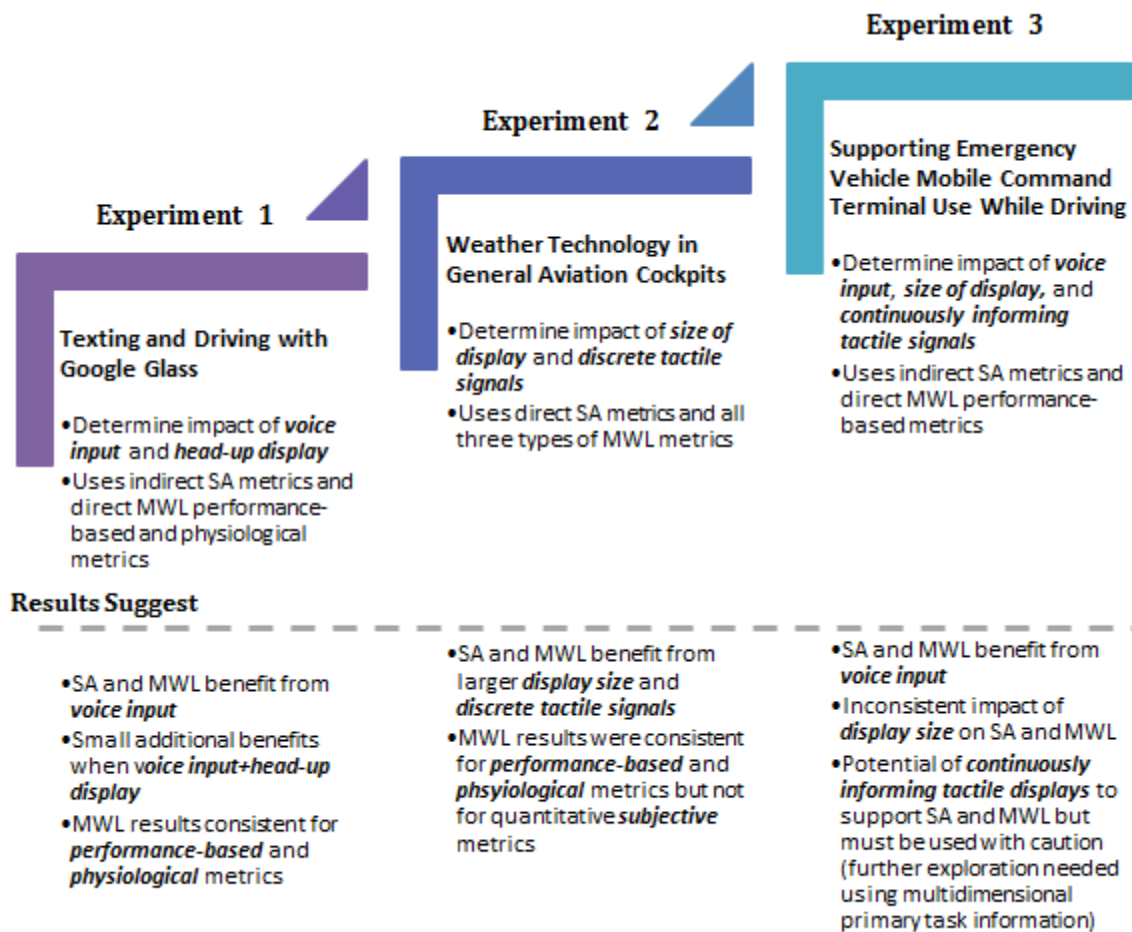 Experiment 1
Texting and Driving with
Google Glass
•Determine impact of voice
input and head-up display
•Uses indirect SA metrics and
direct MWL performance-
based and physiological
metrics
Experiment 2
Weather Technology in
General Aviation Cockpits
•Determine impact of size of
display and discrete tactile
signals
•Uses direct SA metrics and all
three types of MWL metrics
Experiment 3
Supporting Emergency
Vehicle Mobile Command
Terminal Use While Driving
•Determine impact of voice
input, size of display, and
continuously informing
tactile signals
•Uses indirect SA metrics and
direct MWL performance-
based metrics
Results Suggest
•SA and MWL benefit from
voice input
•Small additional benefits
when voice input+head-up
display
•MWL results consistent for
performance-based and
physiological metrics
•SA and MWL benefit from
larger display size and
discrete tactile signals
•MWL results were consistent
for performance-based and
phsyiological metrics but not
for quantitative subjective
metrics
•SA and MWL benefit from
voice input
•Inconsistent impact of
display size on SA and MWL
•Potential of continuously
informing tactile displays to
support SA and MWL but
must be used with caution
(further exploration needed
using multidimensional
primary task information)